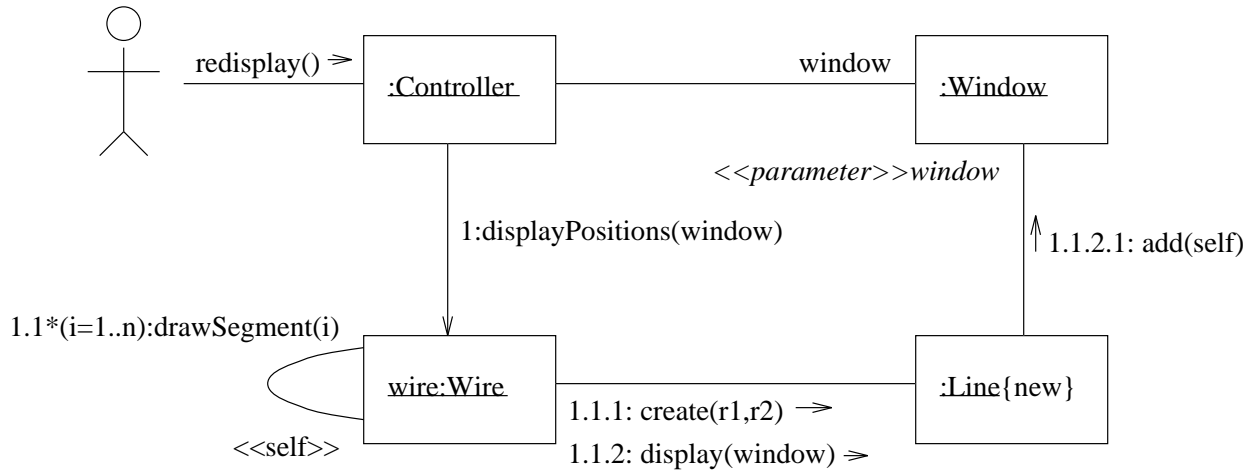 redisplay()
:Controller
window
:Window
<<parameter>>window
1:displayPositions(window)
1.1.2.1: add(self)
1.1*(i=1..n):drawSegment(i)
wire:Wire
:Line{new}
1.1.1: create(r1,r2)
<<self>>
1.1.2: display(window)